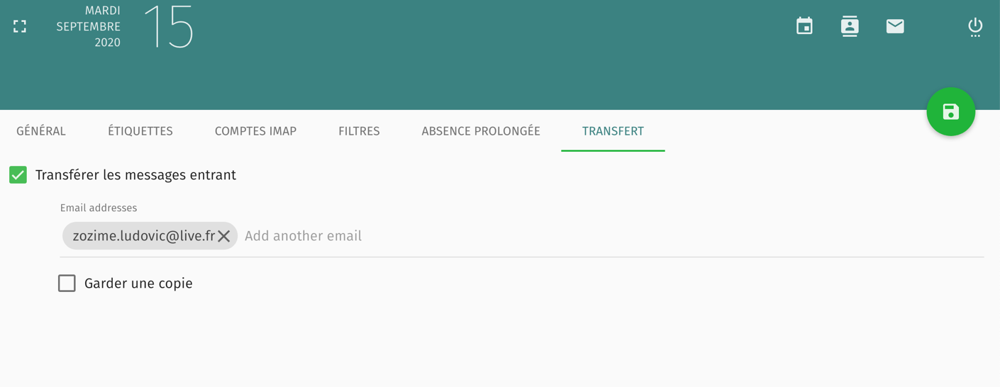 MARDI
SEPTEMBRE
2020
15
GÉNÉRAL ÉTIQUETTES COMPTES IMAP FILTRES ABSENCE PROLONGÉE TRANSFERT
Transférer les messages entrant
Email addresses
zozime.ludovic@live.fr Add another email
Garder une copie